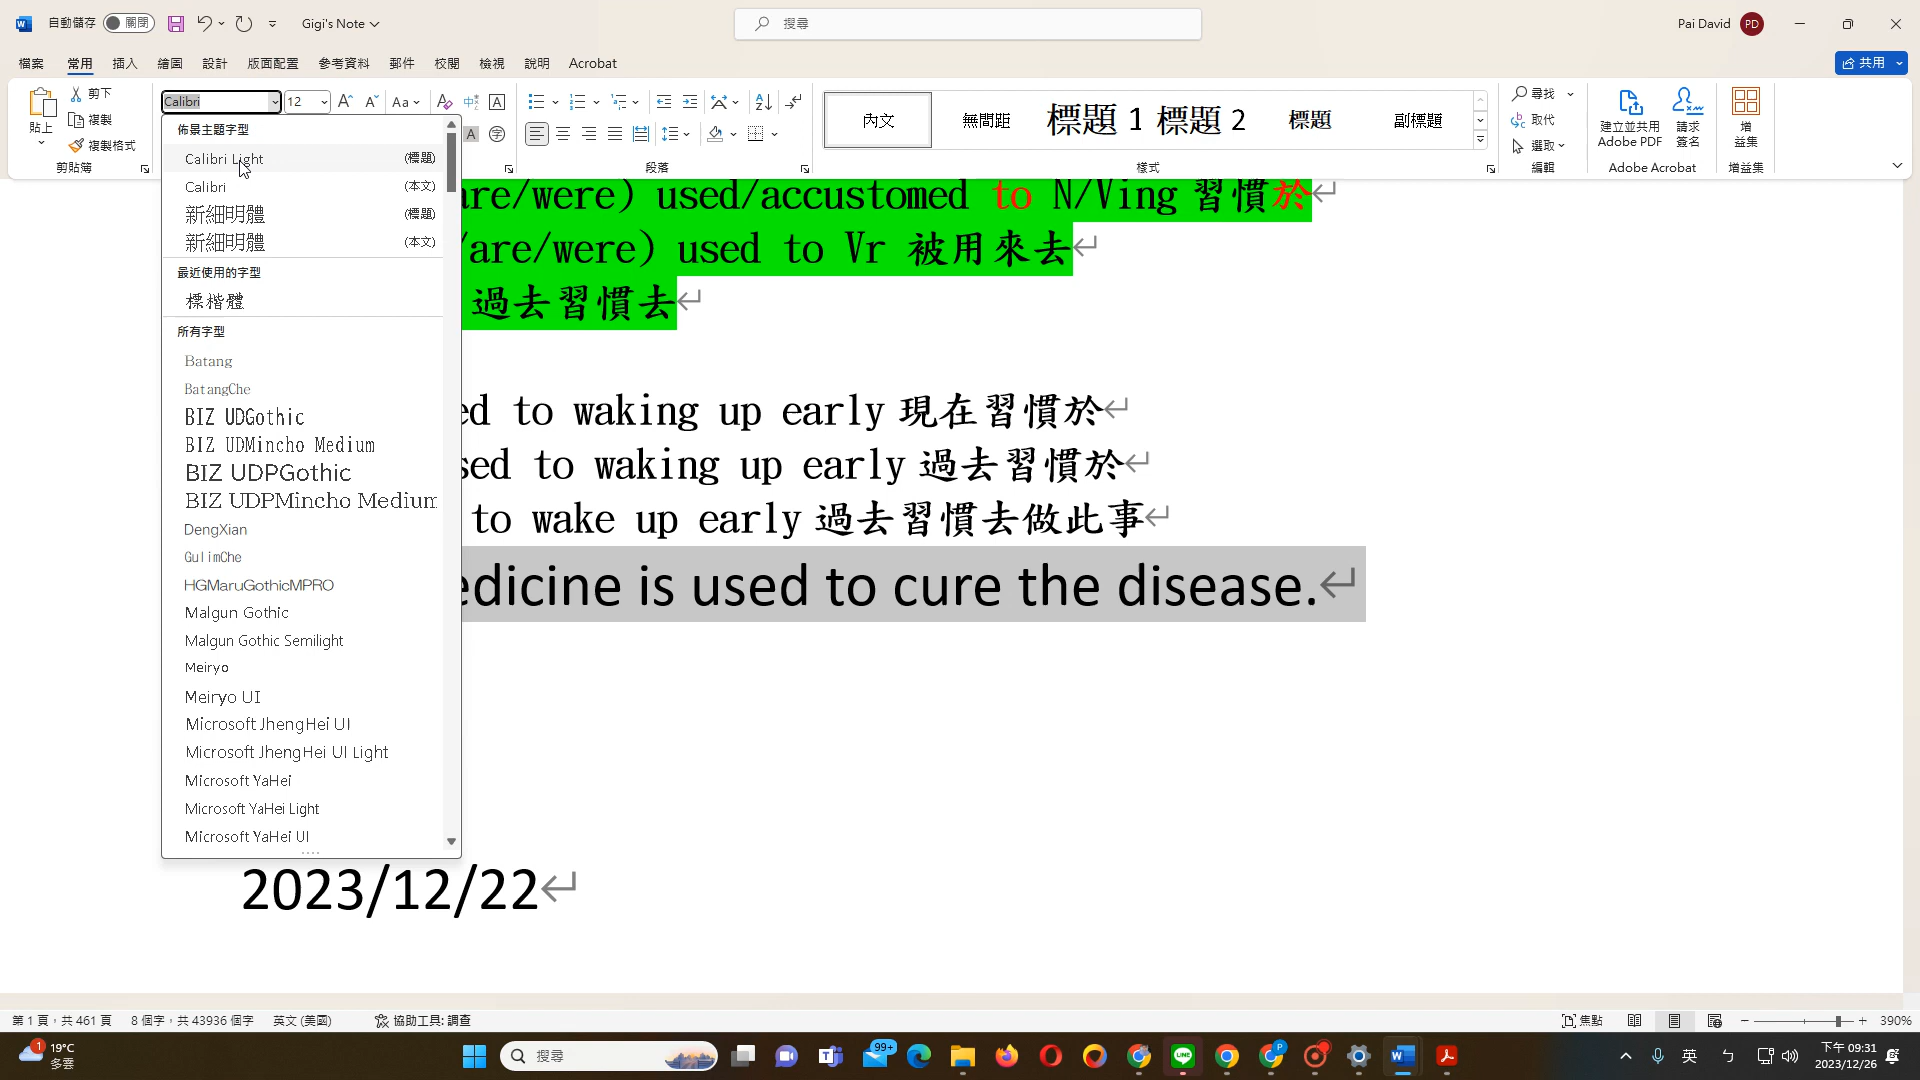 自動儲存 關閉 Gigi's Note 搜尋 Pai David PD
檔案 常用 插入 繪圖 設計 版面配置 參考資料 郵件 校閱 檢視 說明 Acrobat 共用
貼上 剪下 複製 複製格式 剪貼簿
Calibri 12 Aa
段落
內文 無間距 標題 1 標題 2 標題 副標題
樣式
尋找 取代 選取 編輯
建立並共用 Adobe PDF 請求 簽名 Adobe Acrobat
增 益集 增益集
佈景主題字型
Calibri Light (標題)
Calibri (本文)
新細明體 (標題)
新細明體 (本文)
最近使用的字型
標楷體
所有字型
Batang
BatangChe
BIZ UDGothic
BIZ UDMincho Medium
BIZ UDPGothic
BIZ UDPMincho Medium
DengXian
GulimChe
HGMaruGothicMPRO
Malgun Gothic
Malgun Gothic Semilight
Meiryo
Meiryo UI
Microsoft JhengHei UI
Microsoft JhengHei UI Light
Microsoft YaHei
Microsoft YaHei Light
Microsoft YaHei UI
are/were) used/accustomed to N/Ving 習慣於
/are/were) used to Vr 被用來去
過去習慣去
ed to waking up early 現在習慣於
sed to waking up early 過去習慣於
to wake up early 過去習慣去做此事
edicine is used to cure the disease.
2023/12/22
第 1 頁，共 461 頁 8 個字，共 43936 個字 英文 (美國) 協助工具: 調查 焦點 390%
1 19°C 多雲 搜尋 99+ 英 下午 09:31
2023/12/26